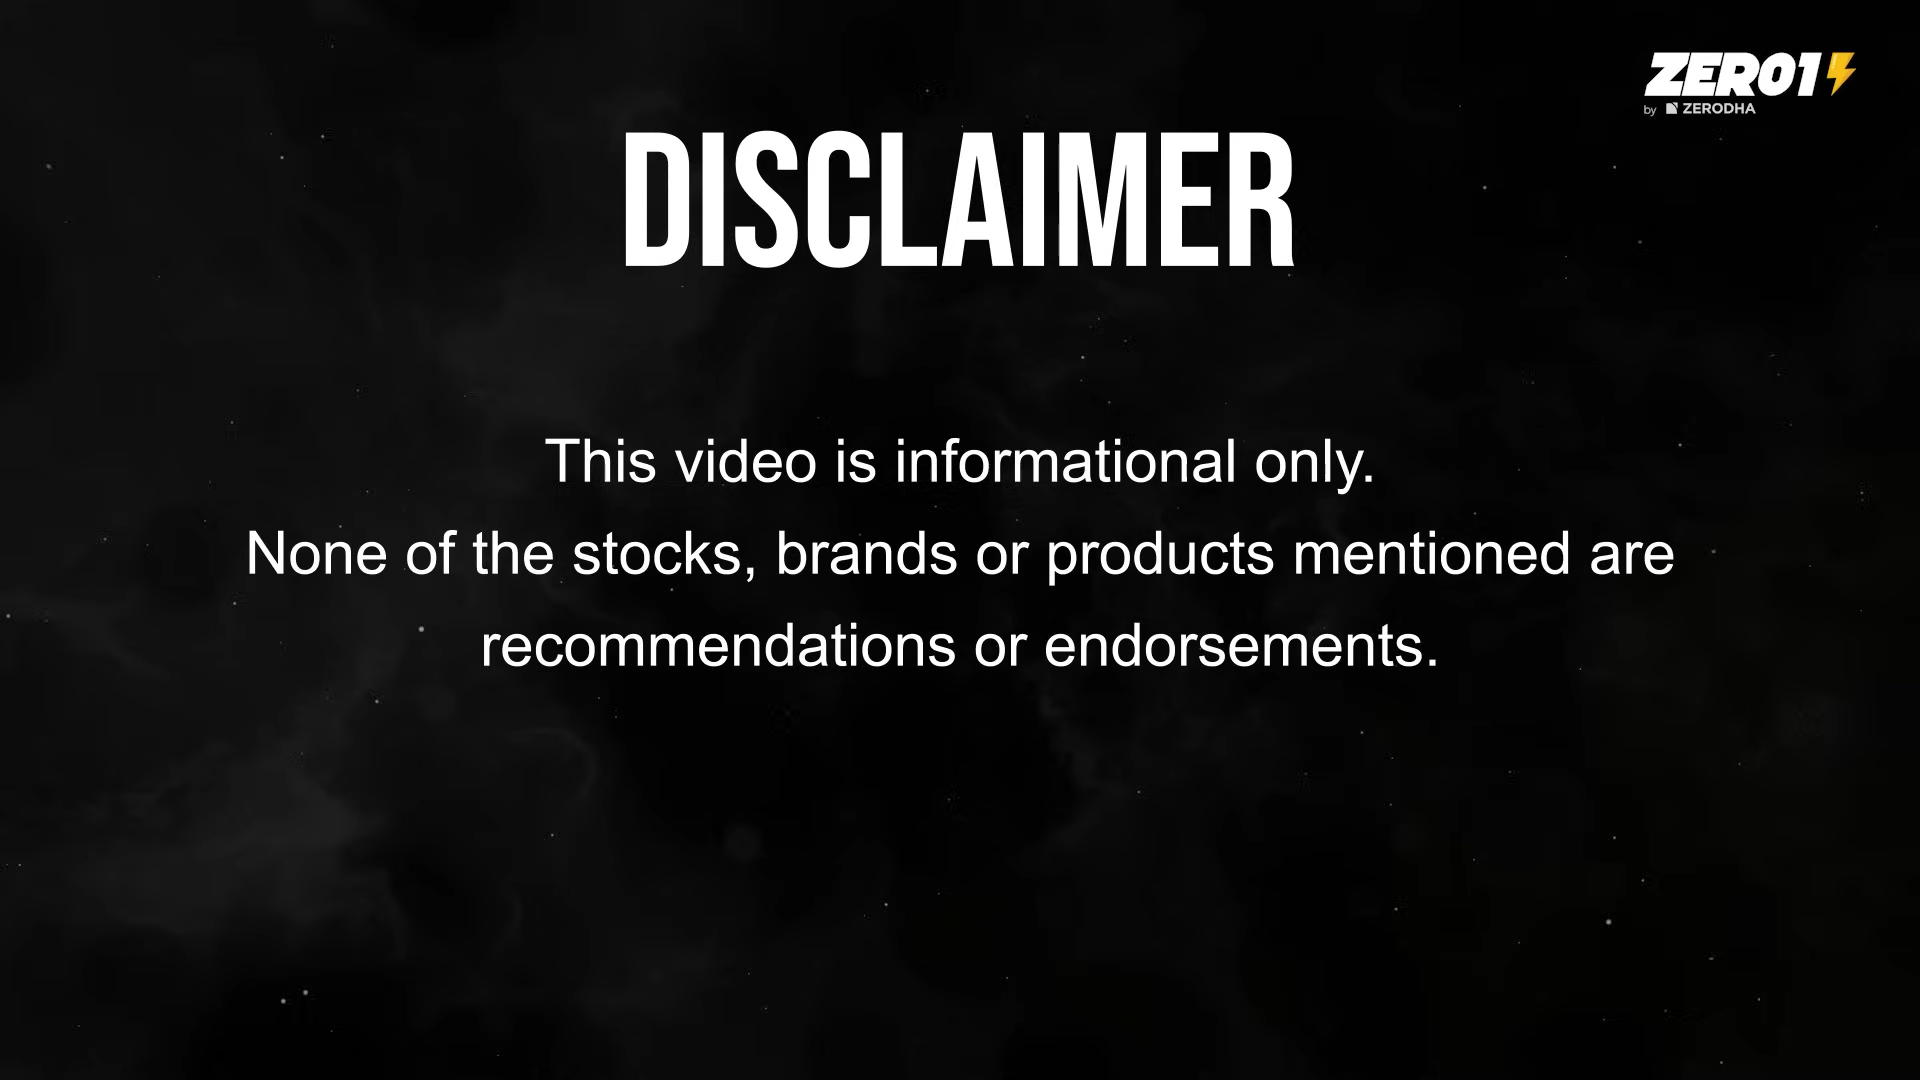 ZERO1
by ZERODHA
DISCLAIMER
This video is informational only.
None of the stocks, brands or products mentioned are
recommendations or endorsements.